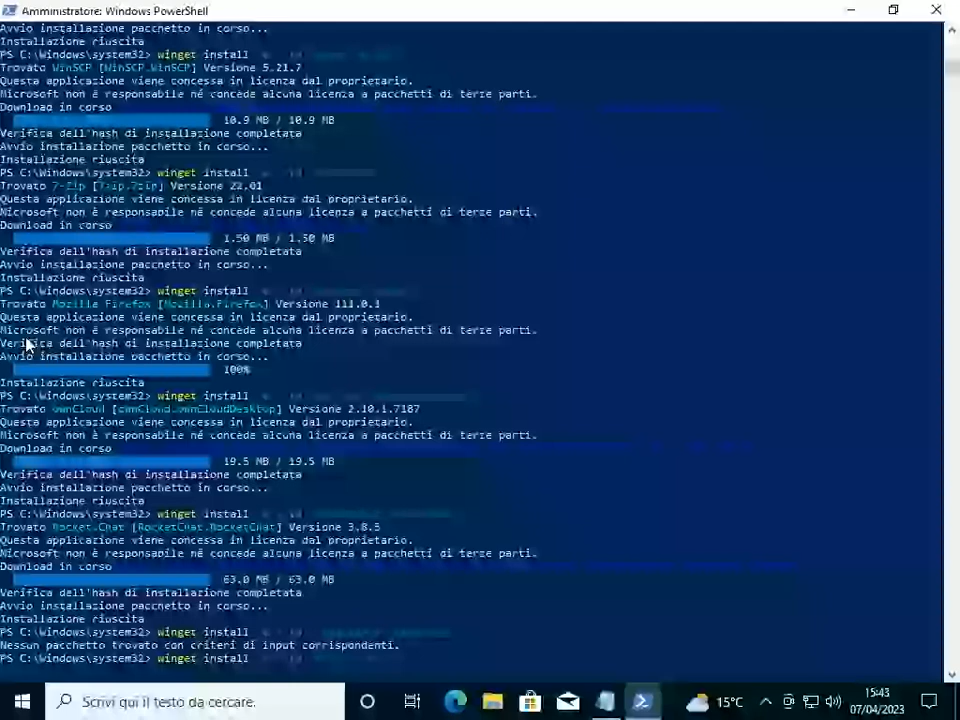 Amministratore: Windows PowerShell
Avvio installazione pacchetto in corso...
Installazione riuscita
PS C:\Windows\system32> winget install
Trovato WinSCP [WinSCP.WinSCP] Versione 5.21.7
Questa applicazione viene concessa in licenza dal proprietario.
Microsoft non è responsabile né concede alcuna licenza a pacchetti di terze parti.
Download in corso
10.9 MB / 10.9 MB
Verifica dell'hash di installazione completata
Avvio installazione pacchetto in corso...
Installazione riuscita
PS C:\Windows\system32> winget install
Trovato 7-Zip [7zip.7zip] Versione 22.01
Questa applicazione viene concessa in licenza dal proprietario.
Microsoft non è responsabile né concede alcuna licenza a pacchetti di terze parti.
Download in corso
1.50 MB / 1.50 MB
Verifica dell'hash di installazione completata
Avvio installazione pacchetto in corso...
Installazione riuscita
PS C:\Windows\system32> winget install
Trovato Mozilla Firefox [Mozilla.Firefox] Versione 111.0.1
Questa applicazione viene concessa in licenza dal proprietario.
Microsoft non è responsabile né concede alcuna licenza a pacchetti di terze parti.
Verifica dell'hash di installazione completata
Avvio installazione pacchetto in corso...
100%
Installazione riuscita
PS C:\Windows\system32> winget install
Trovato ownCloud [ownCloud.ownCloudDesktop] Versione 2.10.1.7187
Questa applicazione viene concessa in licenza dal proprietario.
Microsoft non è responsabile né concede alcuna licenza a pacchetti di terze parti.
Download in corso
19.5 MB / 19.5 MB
Verifica dell'hash di installazione completata
Avvio installazione pacchetto in corso...
Installazione riuscita
PS C:\Windows\system32> winget install
Trovato Rocket.Chat [RocketChat.RocketChat] Versione 3.8.5
Questa applicazione viene concessa in licenza dal proprietario.
Microsoft non è responsabile né concede alcuna licenza a pacchetti di terze parti.
Download in corso
63.0 MB / 63.0 MB
Verifica dell'hash di installazione completata
Avvio installazione pacchetto in corso...
Installazione riuscita
PS C:\Windows\system32> winget install
Nessun pacchetto trovato con criteri di input corrispondenti.
PS C:\Windows\system32> winget install
Scrivi qui il testo da cercare.
15°C
15:43
07/04/2023